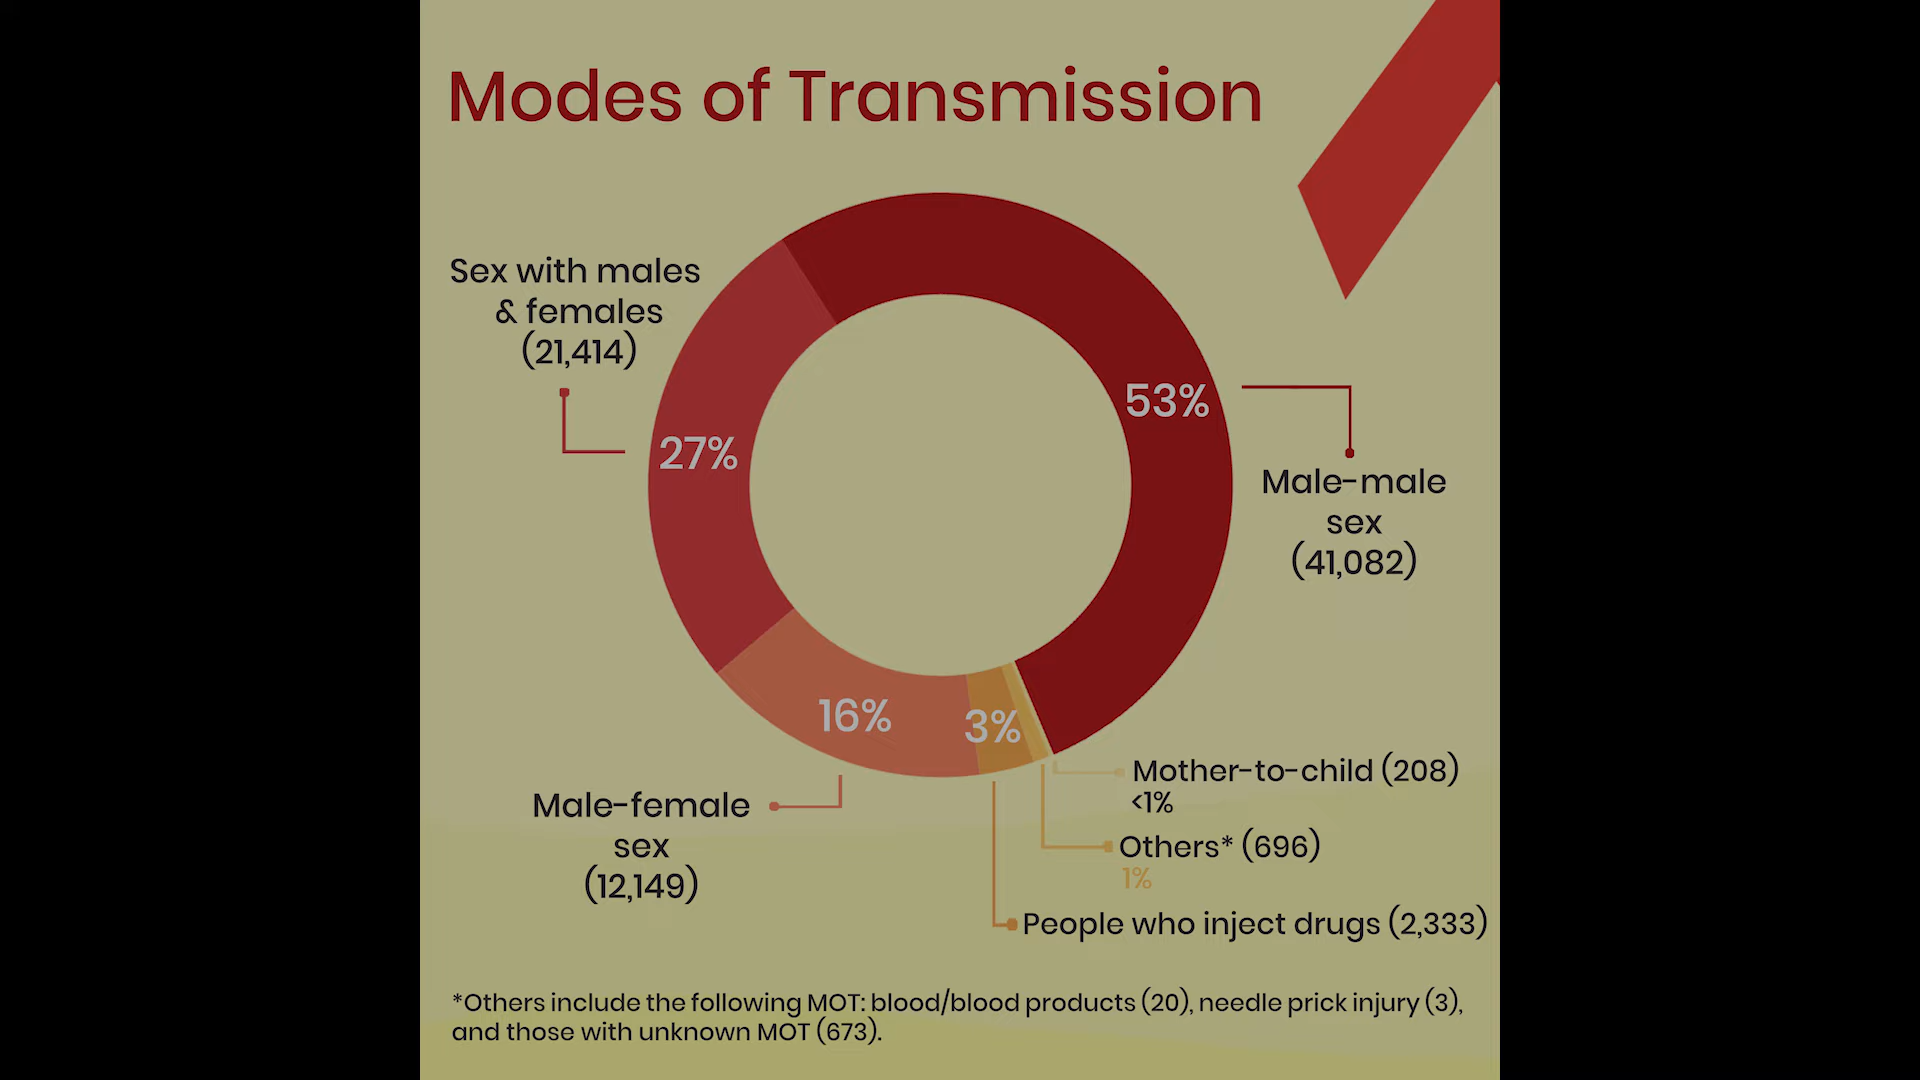 Modes of Transmission
Sex with males
& females
(21,414)
27%
53%
Male-male
sex
(41,082)
16%
3%
Male-female
sex
(12,149)
Mother-to-child (208)
<1%
Others* (696)
1%
People who inject drugs (2,333)
*Others include the following MOT: blood/blood products (20), needle prick injury (3),
and those with unknown MOT (673).